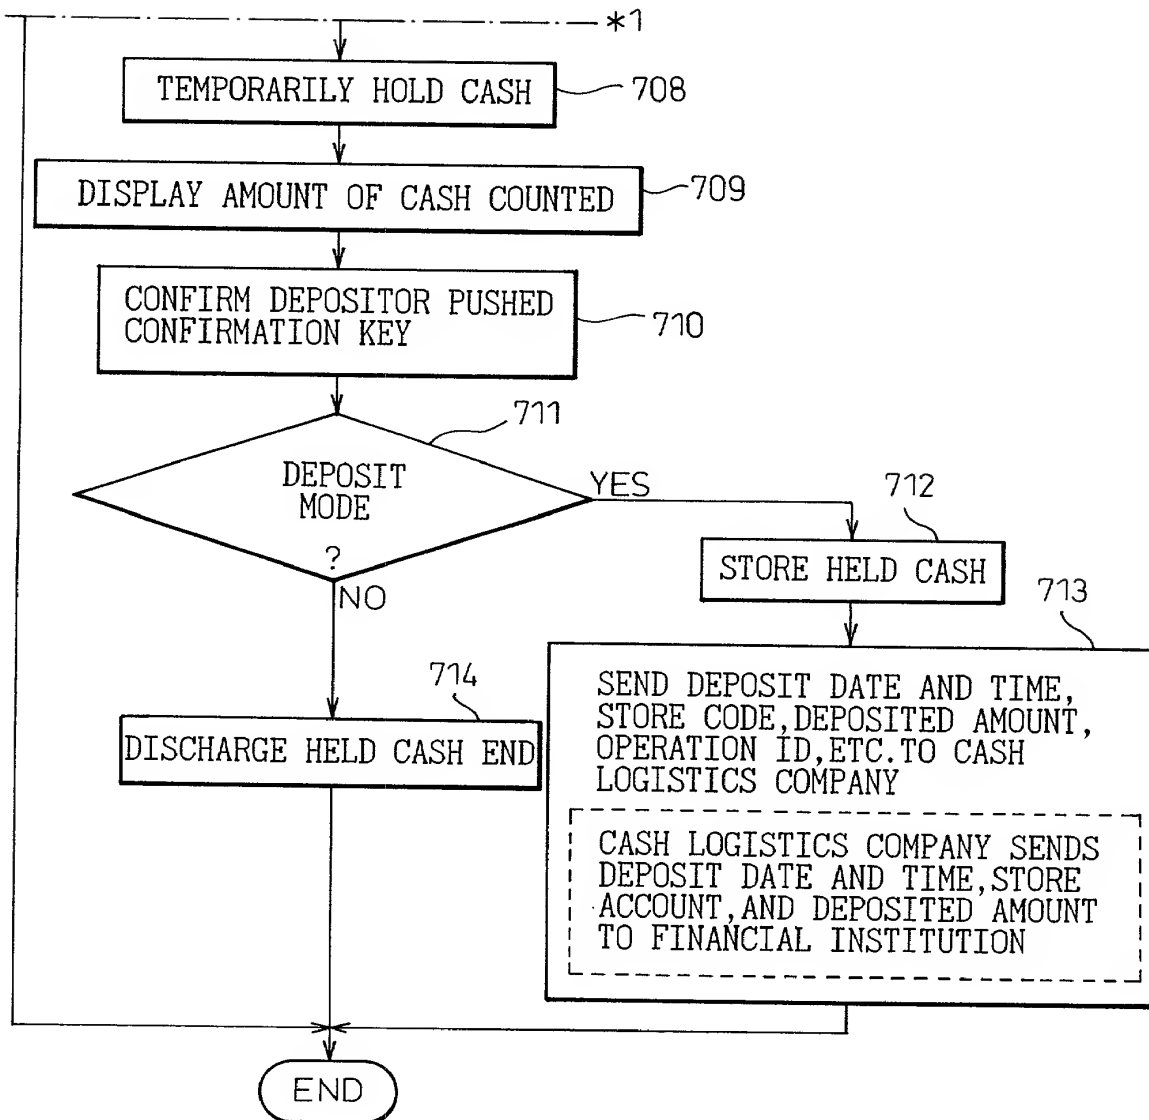 *1
TEMPORARILY HOLD CASH
708
DISPLAY AMOUNT OF CASH COUNTED
709
CONFIRM DEPOSITOR PUSHED
CONFIRMATION KEY
710
711
DEPOSIT
MODE
?
YES
NO
712
STORE HELD CASH
713
SEND DEPOSIT DATE AND TIME,
STORE CODE,DEPOSITED AMOUNT,
OPERATION ID,ETC.TO CASH
LOGISTICS COMPANY
CASH LOGISTICS COMPANY SENDS
DEPOSIT DATE AND TIME,STORE
ACCOUNT,AND DEPOSITED AMOUNT
TO FINANCIAL INSTITUTION
714
DISCHARGE HELD CASH END
END